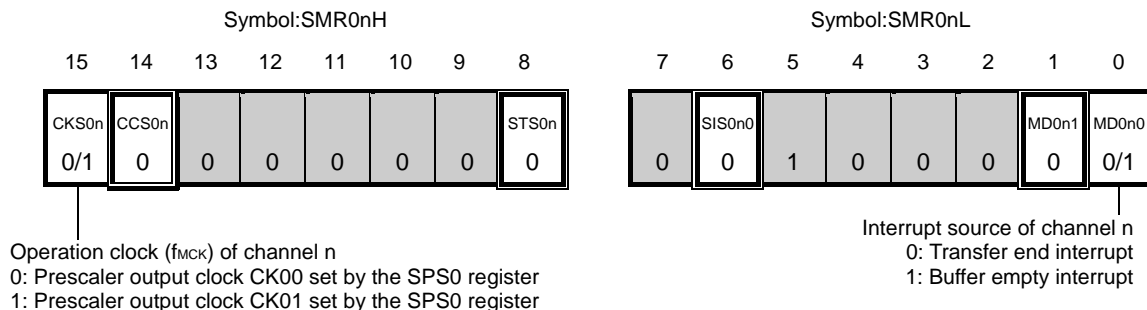 Symbol:SMR0nH Symbol:SMR0nL
15 14 13 12 11 10 9 8 7 6 5 4 3 2 1 0
CKS0n CCS0n STS0n SIS0n0 MD0n1 MD0n0
0/1 0 0 0 0 0 0 0 0 0 1 0 0 0 0 0/1
Operation clock (fMCK) of channel n
0: Prescaler output clock CK00 set by the SPS0 register
1: Prescaler output clock CK01 set by the SPS0 register
Interrupt source of channel n
0: Transfer end interrupt
1: Buffer empty interrupt